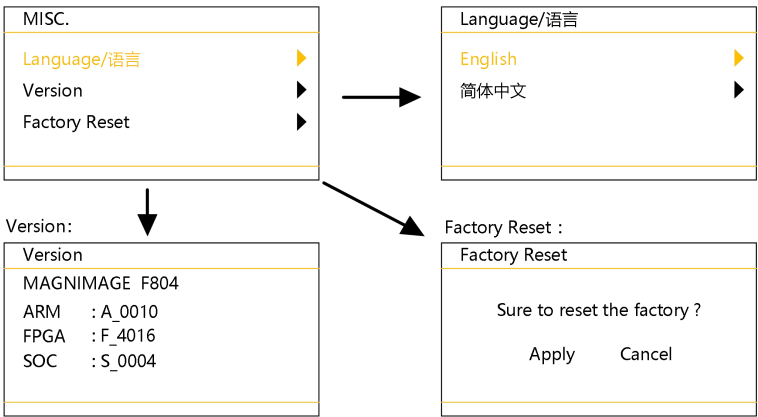 MISC.
Language/语言
Version
Factory Reset
Language/语言
English
简体中文
Version:
Version
MAGNIMAGE F804
ARM : A_0010
FPGA : F_4016
SOC : S_0004
Factory Reset :
Factory Reset
Sure to reset the factory ?
Apply Cancel